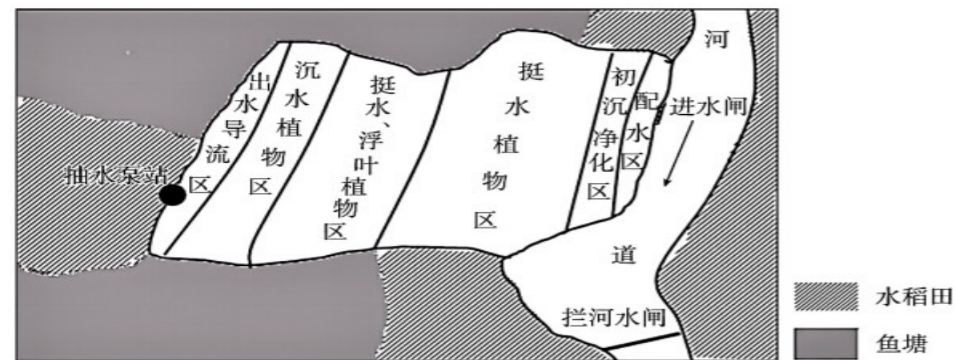 出水导流区
沉水植物区
挺水、浮叶植物区
挺水植物区
初沉净化区
配水区
进水闸
河道
抽水泵站
拦河水闸
水稻田
鱼塘